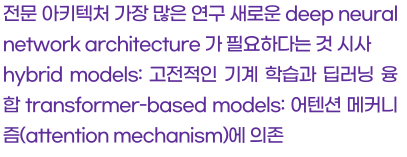 전문 아키텍처 가장 많은 연구 새로운 deep neural
network architecture 가 필요하다는 것 시사
hybrid models: 고전적인 기계 학습과 딥러닝 융
합 transformer-based models: 어텐션 메커니
즘(attention mechanism)에 의존